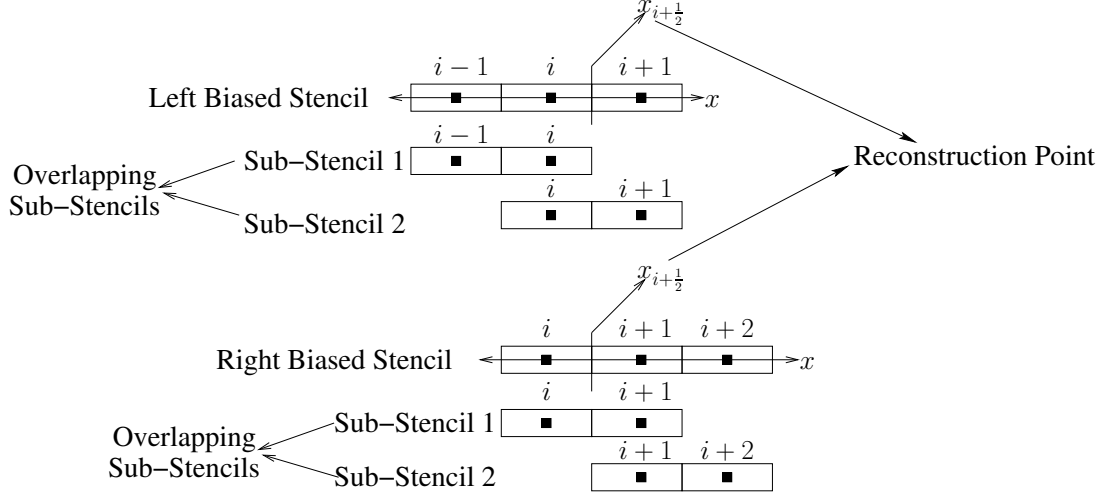 x_{i+\frac{1}{2}}
i − 1 i i + 1
Left Biased Stencil x
i − 1 i
Sub−Stencil 1
Reconstruction Point
Overlapping
Sub−Stencils
i i + 1
Sub−Stencil 2
x_{i+\frac{1}{2}}
i i + 1 i + 2
Right Biased Stencil x
i i + 1
Sub−Stencil 1
Overlapping
Sub−Stencils
i + 1 i + 2
Sub−Stencil 2